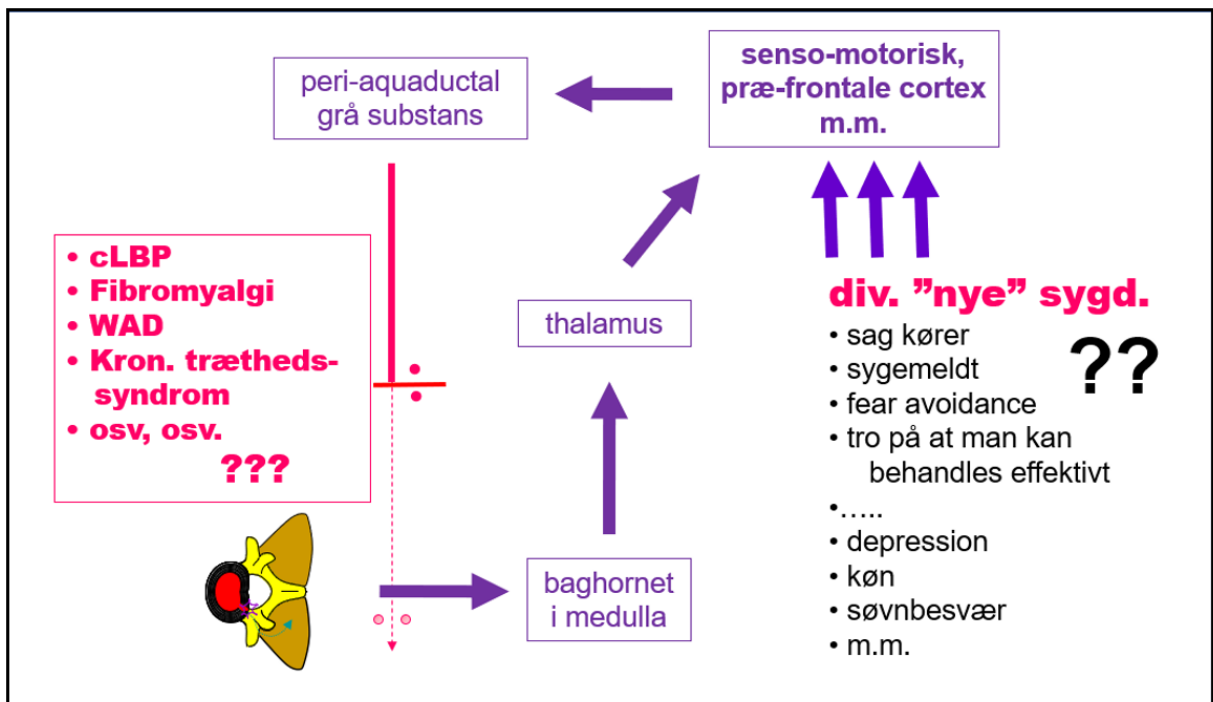 peri-aquaductal
grå substans
senso-motorisk,
præ-frontale cortex
m.m.
• cLBP
• Fibromyalgi
• WAD
• Kron. trætheds-
syndrom
• osv, osv.
???
thalamus
baghornet
i medulla
div. ”nye” sygd.
• sag kører
• sygemeldt
• fear avoidance
• tro på at man kan
behandles effektivt
•…..
• depression
• køn
• søvnbesvær
• m.m.
??